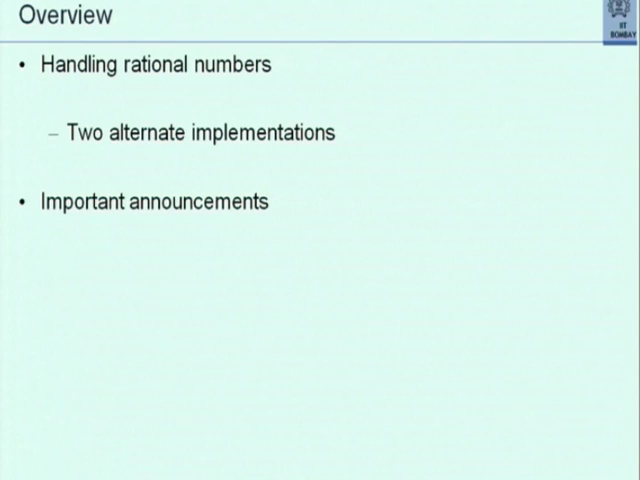 Overview
IIT
BOMBAY
• Handling rational numbers
– Two alternate implementations
• Important announcements